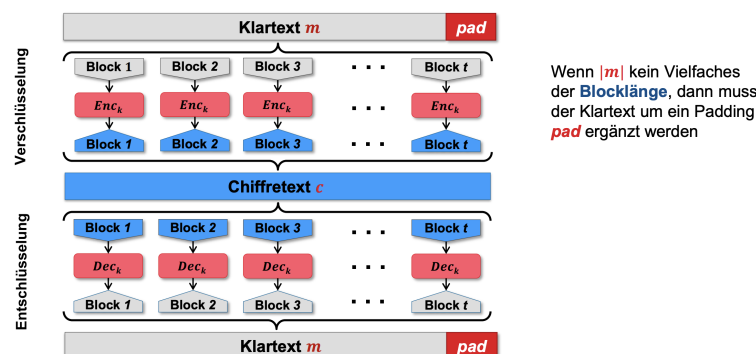 Klartext m pad
Verschlüsselung
Block 1 Block 2 Block 3 ... Block t
Enck Enck Enck ... Enck
Block 1 Block 2 Block 3 ... Block t
Chiffretext c
Entschlüsselung
Block 1 Block 2 Block 3 ... Block t
Deck Deck Deck ... Deck
Block 1 Block 2 Block 3 ... Block t
Klartext m pad
Wenn |m| kein Vielfaches
der Blocklänge, dann muss
der Klartext um ein Padding
pad ergänzt werden